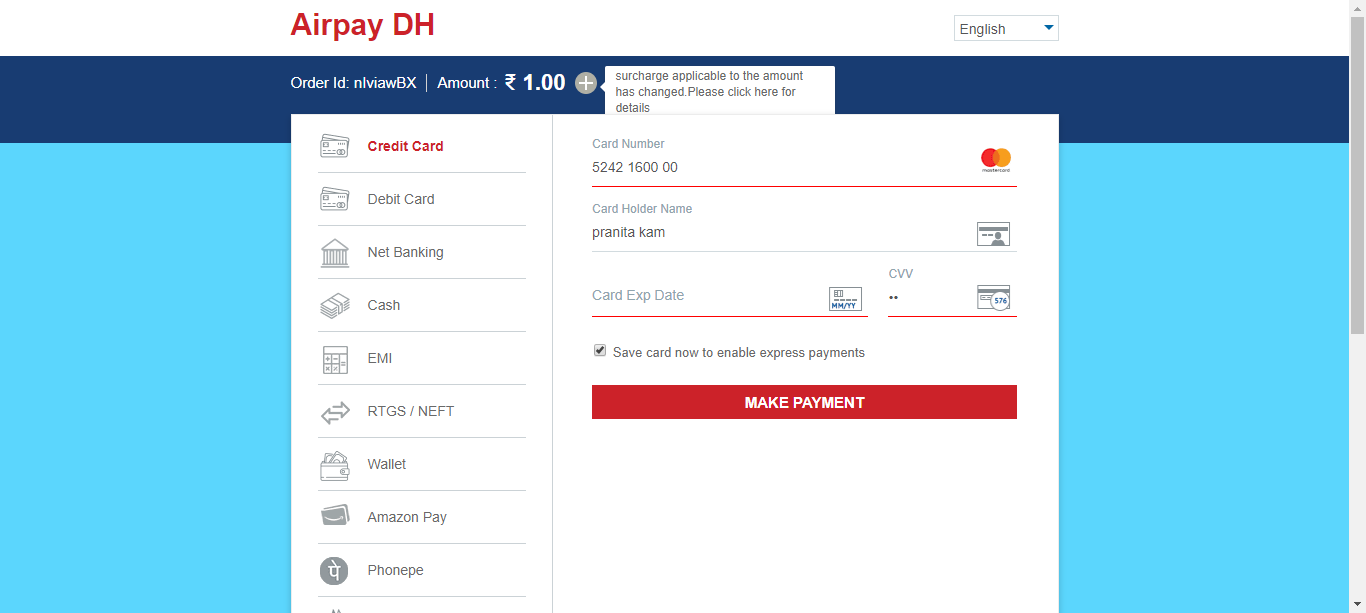 Airpay DH
English
Order Id: nIviawBX | Amount : ₹ 1.00
surcharge applicable to the amount
has changed.Please click here for
details
Credit Card
Debit Card
Net Banking
Cash
EMI
RTGS / NEFT
Wallet
Amazon Pay
Phonepe
Card Number
5242 1600 00
mastercard
Card Holder Name
pranita kam
Card Exp Date
MM/YY
CVV
••
576
Save card now to enable express payments
MAKE PAYMENT